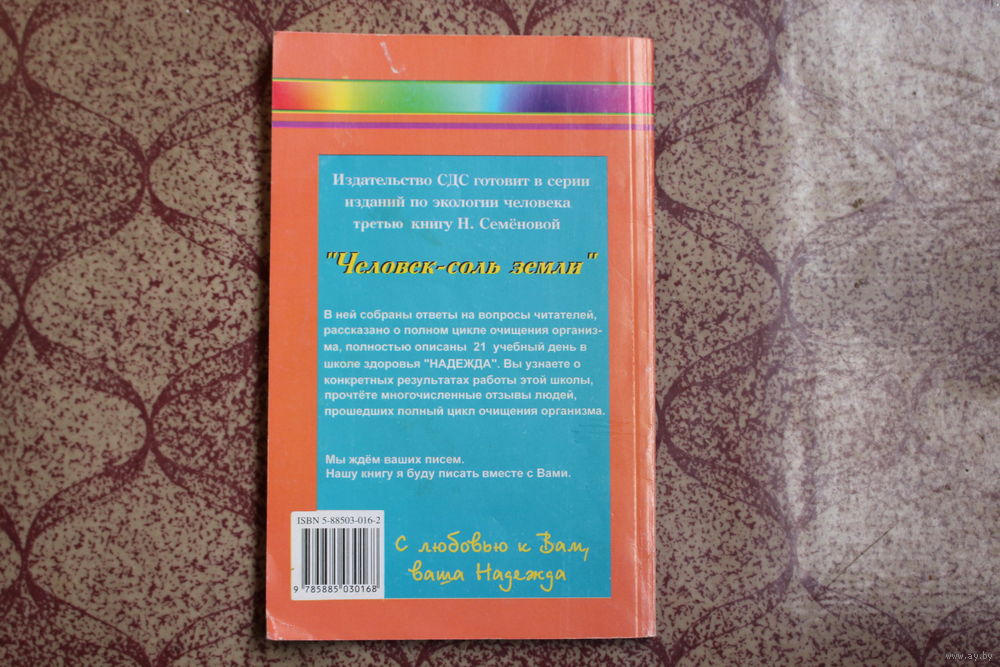 Издательство СДС готовит в серии
изданий по экологии человека
третью книгу Н. Семёновой
"Человек-соль земли"
В ней собраны ответы на вопросы читателей,
рассказано о полном цикле очищения организ-
ма, полностью описаны 21 учебный день в
школе здоровья "НАДЕЖДА". Вы узнаете о
конкретных результатах работы этой школы,
прочтёте многочисленные отзывы людей,
прошедших полный цикл очищения организма.
Мы ждём ваших писем.
Нашу книгу я буду писать вместе с Вами.
ISBN 5-88503-016-2
9 785885 030168
С любовью к Вам,
ваша Надежда
www.ay.by